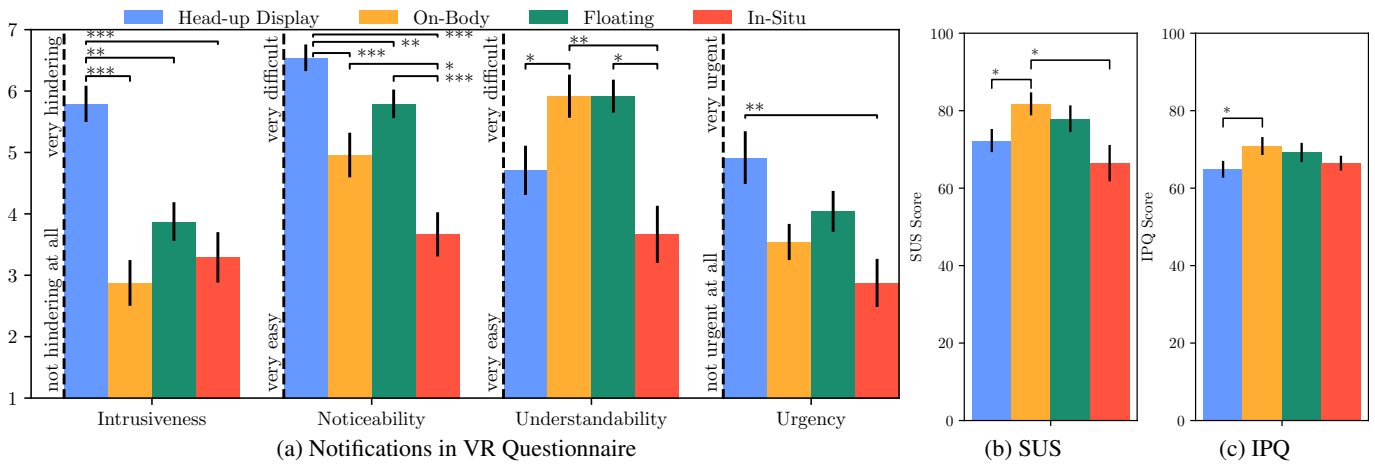 Head-up Display On-Body Floating In-Situ
7
6
5
4
3
2
1
very hindering
not hindering at all
***
**
***
Intrusiveness
very difficult
very easy
***
**
***
*
***
Noticeability
very difficult
very easy
**
*
*
Understandability
very urgent
not urgent at all
**
Urgency
(a) Notifications in VR Questionnaire
SUS Score
100
80
60
40
20
0
*
*
(b) SUS
IPQ Score
100
80
60
40
20
0
*
(c) IPQ